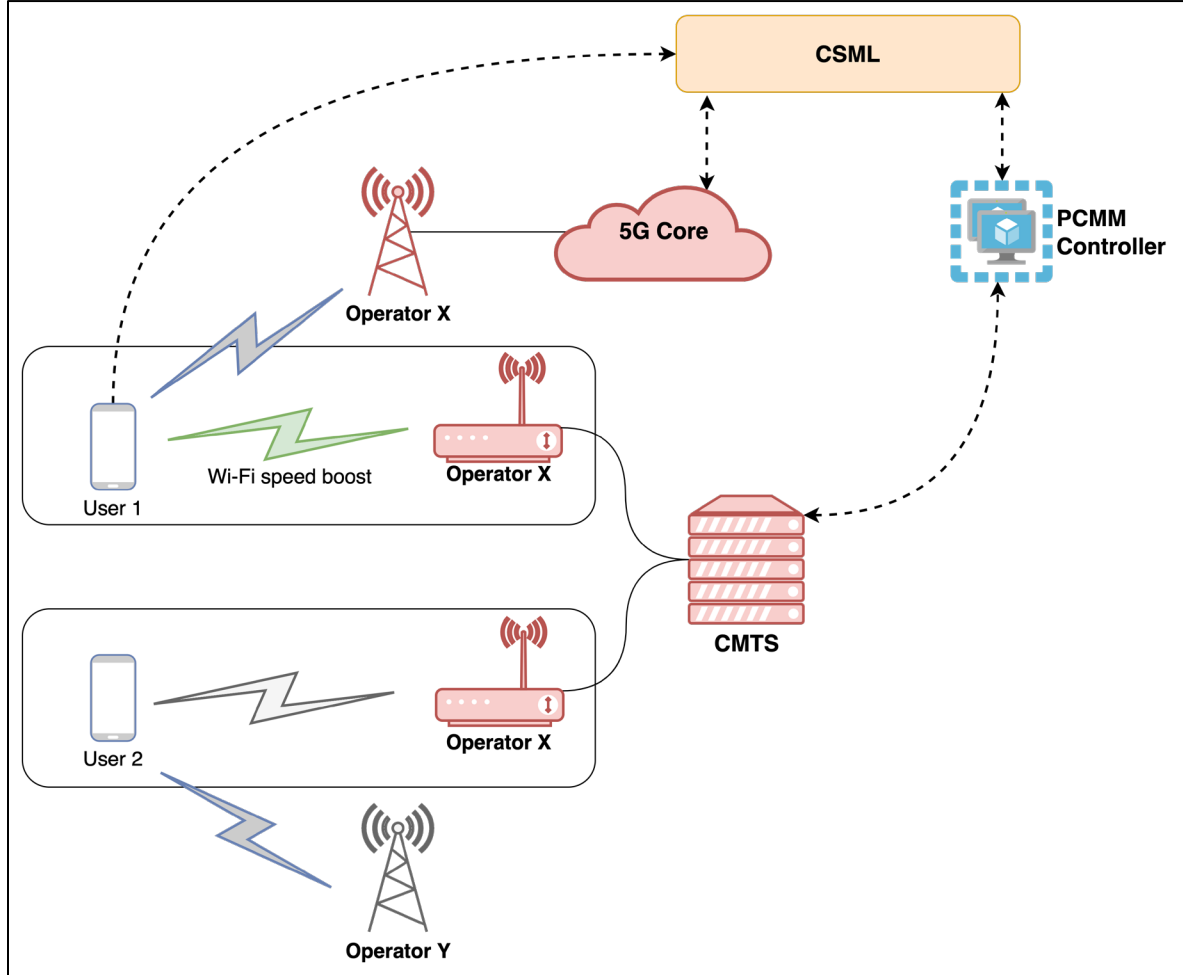 CSML
5G Core
PCMM
Controller
Operator X
Operator X
Wi-Fi speed boost
User 1
CMTS
Operator X
User 2
Operator Y